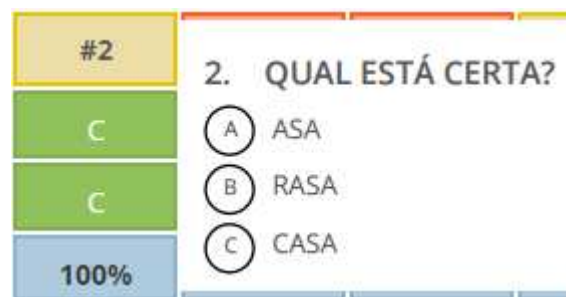 #2
C
C
100%
2. QUAL ESTÁ CERTA?
A ASA
B RASA
C CASA